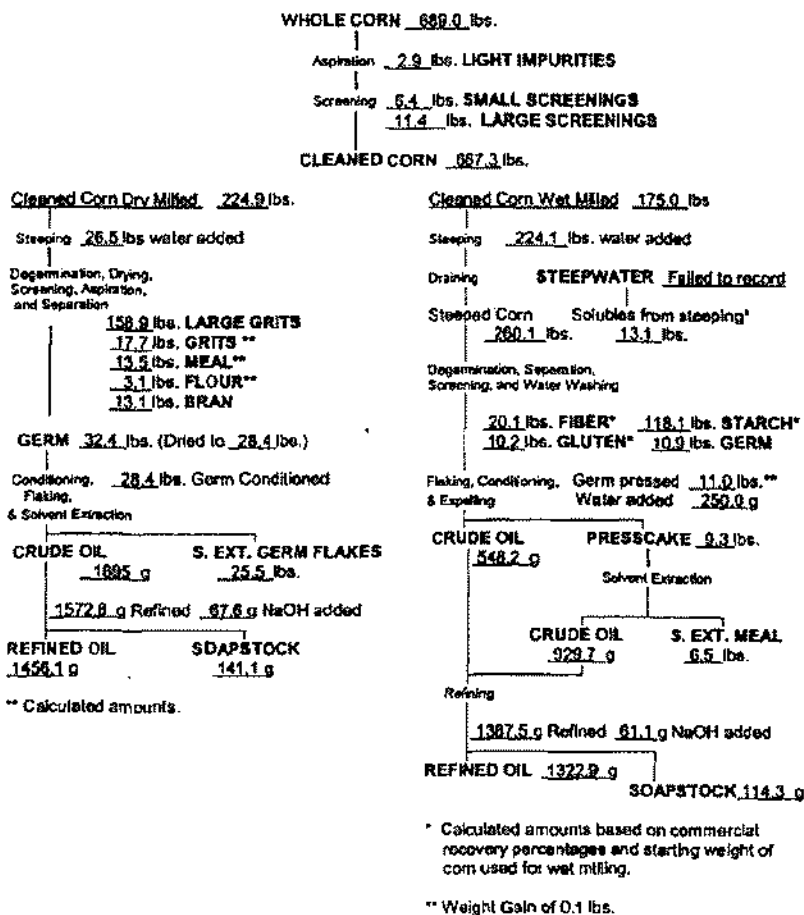 WHOLE CORN 689.0 lbs.
Aspiration 2.9 lbs. LIGHT IMPURITIES
Screening 6.4 lbs. SMALL SCREENINGS
11.4 lbs. LARGE SCREENINGS
CLEANED CORN 667.3 lbs.
Cleaned Corn Dry Milled 224.9 lbs.
Steeping 26.5 lbs water added
Degermination, Drying,
Screening, Aspiration,
and Separation
158.9 lbs. LARGE GRITS
17.7 lbs. GRITS **
13.5 lbs. MEAL**
3.1 lbs. FLOUR**
13.1 lbs. BRAN
GERM 32.4 lbs. (Dried to 28.4 lbs.)
Conditioning, 28.4 lbs. Germ Conditioned
Flaking,
& Solvent Extraction
CRUDE OIL S. EXT. GERM FLAKES
1695 g 25.5 lbs.
1572.8 g Refined 67.6 g NaOH added
REFINED OIL SOAPSTOCK
1456.1 g 141.1 g
** Calculated amounts.
Cleaned Corn Wet Milled 175.0 lbs
Steeping 224.1 lbs. water added
Draining STEEPWATER Failed to record
Steeped Corn Solubles from steeping*
260.1 lbs. 13.1 lbs.
Degermination, Separation,
Screening, and Water Washing
20.1 lbs. FIBER* 118.1 lbs. STARCH*
10.2 lbs. GLUTEN* 10.9 lbs. GERM
Flaking, Conditioning, Germ pressed 11.0 lbs.**
& Expelling Water added 250.0 g
CRUDE OIL PRESSCAKE 9.3 lbs.
548.2 g
Solvent Extraction
CRUDE OIL S. EXT. MEAL
929.7 g 6.5 lbs.
Refining
1387.5 g Refined 61.1 g NaOH added
REFINED OIL 1322.9 g
SOAPSTOCK 114.3 g
* Calculated amounts based on commercial
recovery percentages and starting weight of
corn used for wet milling.
** Weight Gain of 0.1 lbs.